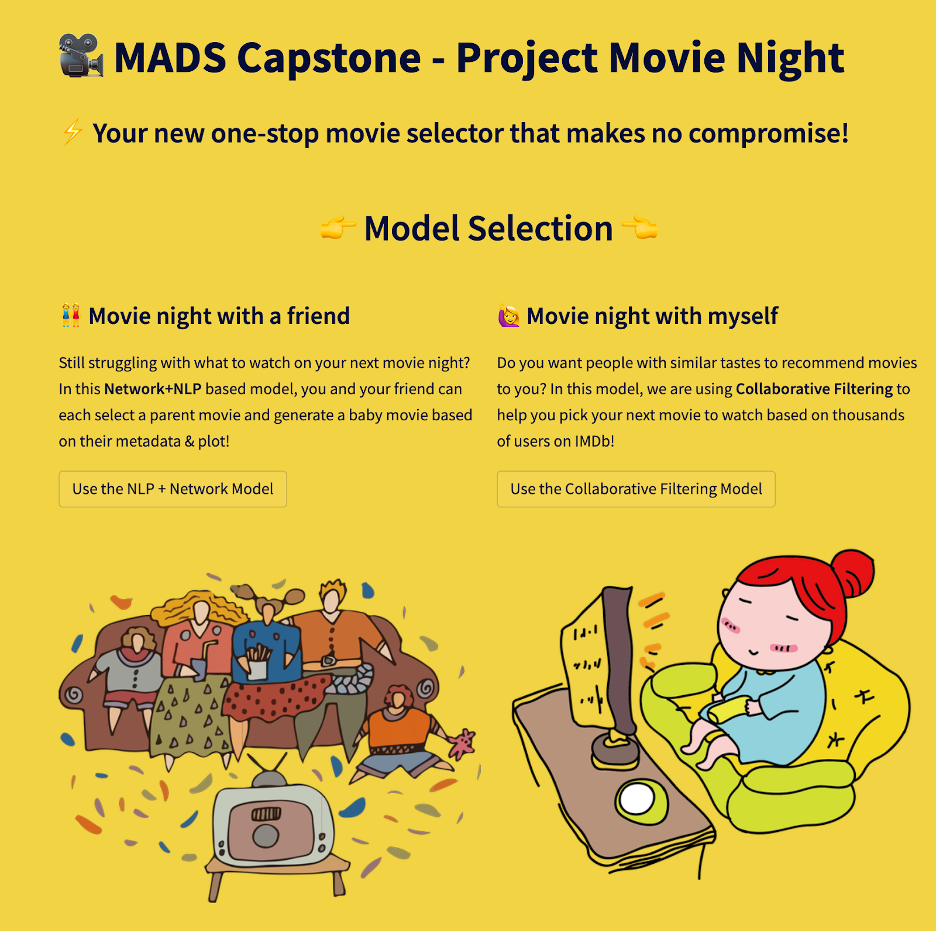 🎥 MADS Capstone - Project Movie Night
⚡ Your new one-stop movie selector that makes no compromise!
👉 Model Selection 👈
👭 Movie night with a friend
Still struggling with what to watch on your next movie night?
In this Network+NLP based model, you and your friend can
each select a parent movie and generate a baby movie based
on their metadata & plot!
Use the NLP + Network Model
🙋 Movie night with myself
Do you want people with similar tastes to recommend movies
to you? In this model, we are using Collaborative Filtering to
help you pick your next movie to watch based on thousands
of users on IMDb!
Use the Collaborative Filtering Model